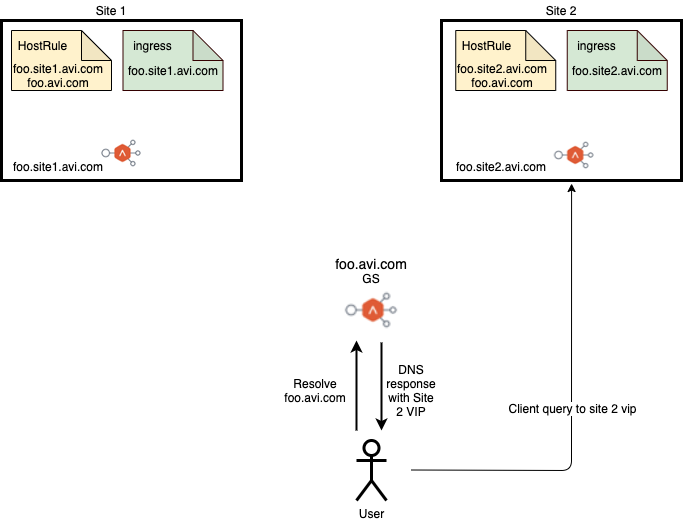 Site 1
Site 2
HostRule
foo.site1.avi.com
foo.avi.com
ingress
foo.site1.avi.com
HostRule
foo.site2.avi.com
foo.avi.com
ingress
foo.site2.avi.com
foo.site1.avi.com
foo.site2.avi.com
foo.avi.com
GS
Resolve
foo.avi.com
DNS
response
with Site
2 VIP
Client query to site 2 vip
User